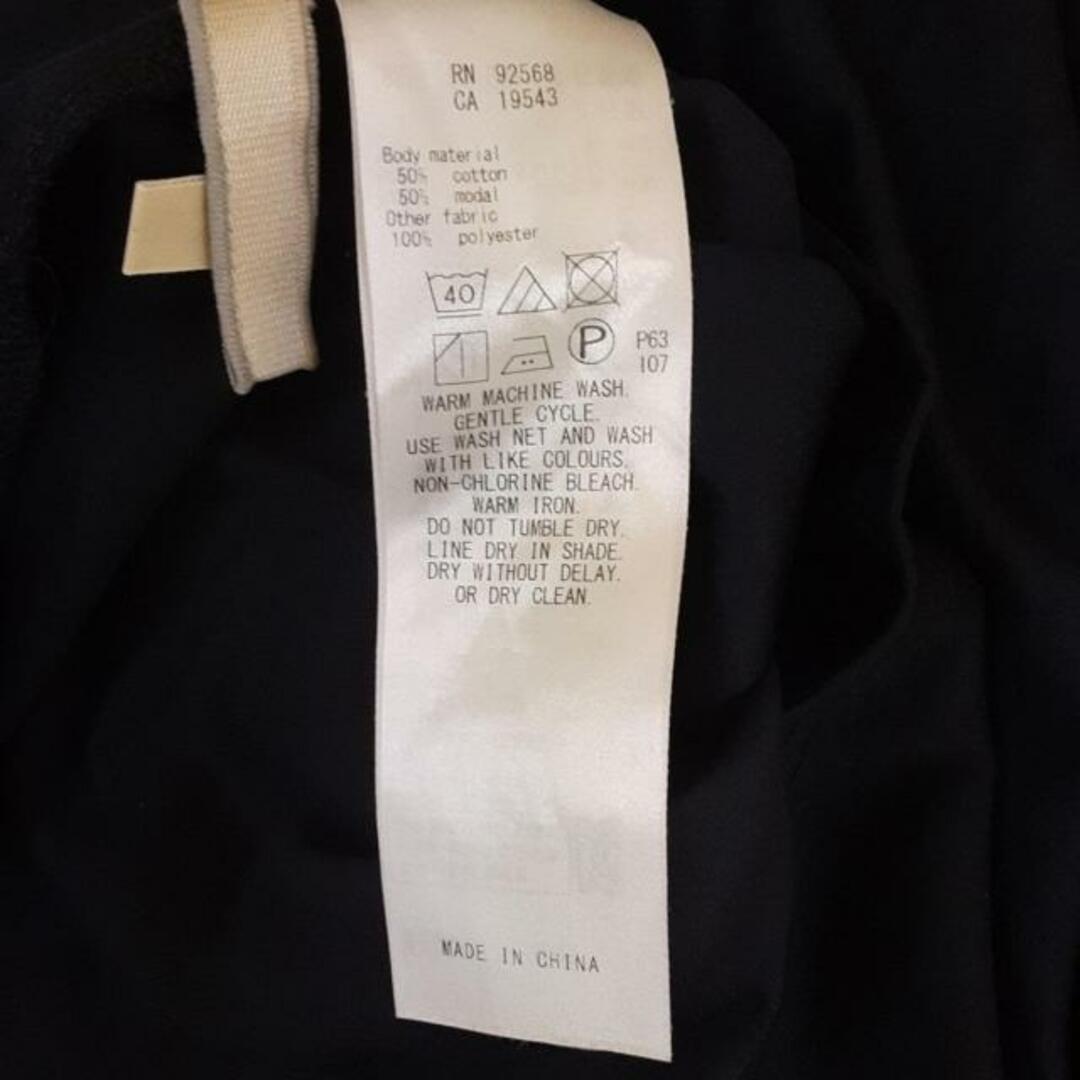 RN 92568
CA 19543
Body material
50% cotton
50% modal
Other fabric
100% polyester
40
P
P63
107
WARM MACHINE WASH.
GENTLE CYCLE.
USE WASH NET AND WASH
WITH LIKE COLOURS.
NON-CHLORINE BLEACH.
WARM IRON.
DO NOT TUMBLE DRY.
LINE DRY IN SHADE.
DRY WITHOUT DELAY.
OR DRY CLEAN.
MADE IN CHINA